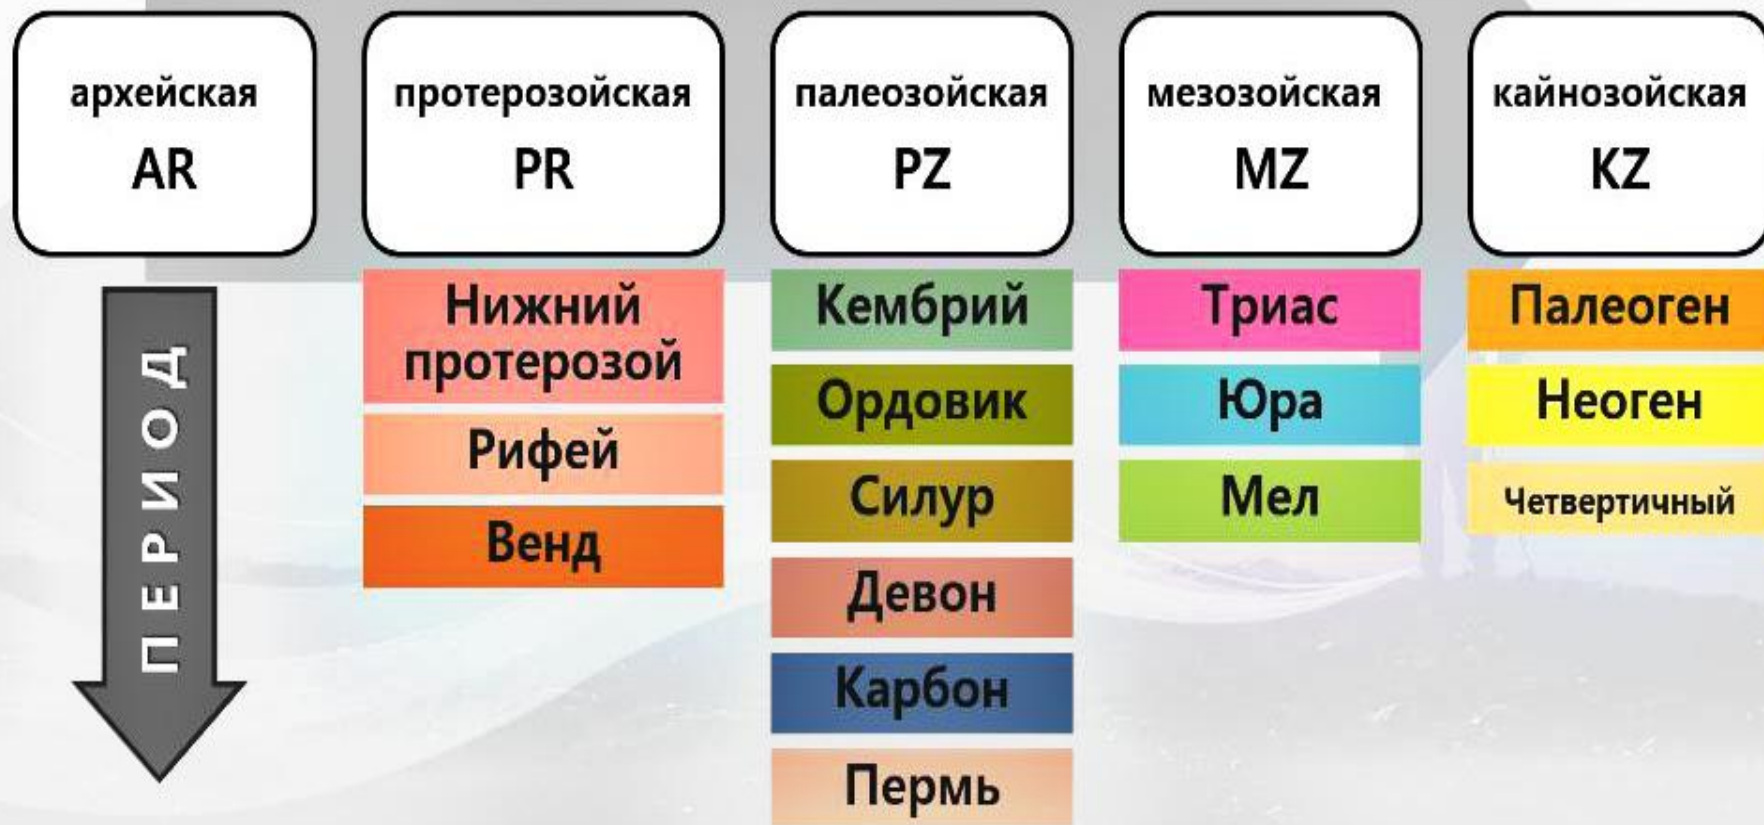 архейская
AR
протерозойская
PR
палеозойская
PZ
мезозойская
MZ
кайнозойская
KZ
ПЕРИОД
Нижний
протерозой
Рифей
Венд
Кембрий
Ордовик
Силур
Девон
Карбон
Пермь
Триас
Юра
Мел
Палеоген
Неоген
Четвертичный